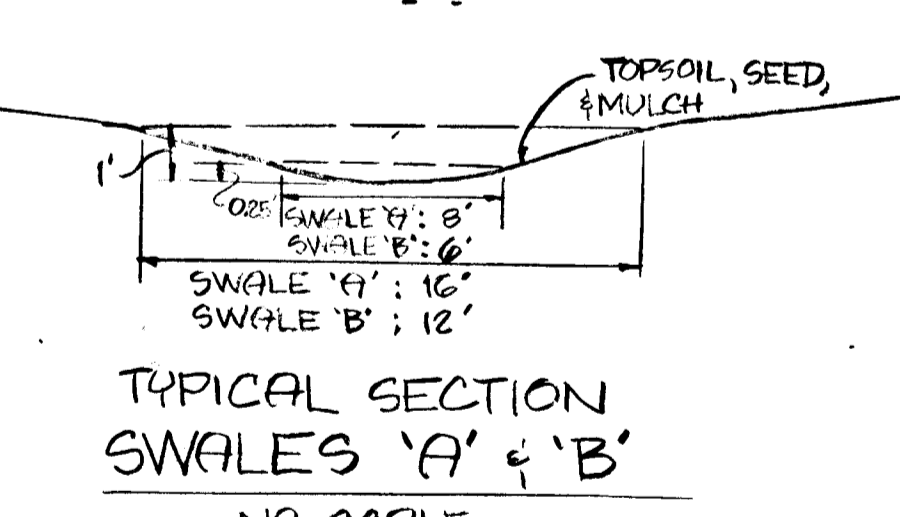 TOPSOIL, SEED,
& MULCH
1'
0.25'
SWALE 'A': 8'
SWALE 'B': 6'
SWALE 'A' : 16'
SWALE 'B' : 12'
TYPICAL SECTION
SWALES 'A' & 'B'